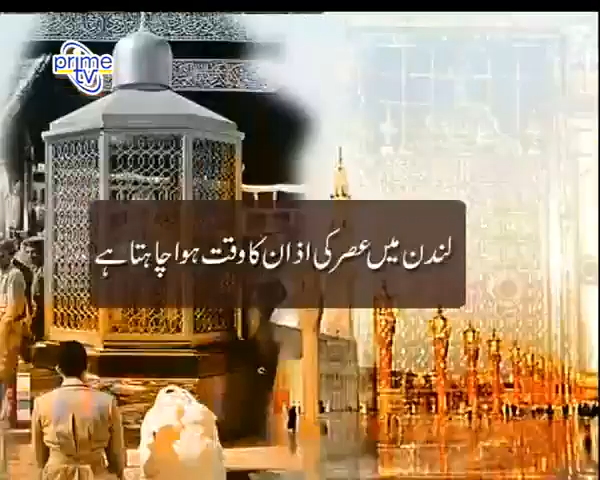 prime
tv
لندن میں عصر کی اذان کا وقت ہوا چاہتا ہے